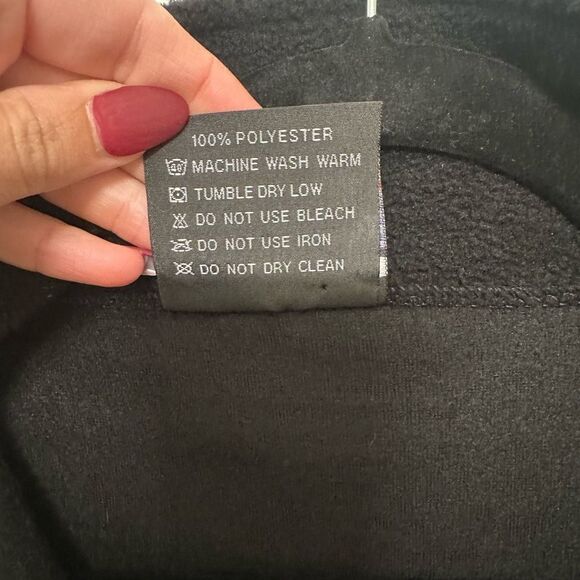 100% POLYESTER
40° MACHINE WASH WARM
TUMBLE DRY LOW
DO NOT USE BLEACH
DO NOT USE IRON
DO NOT DRY CLEAN